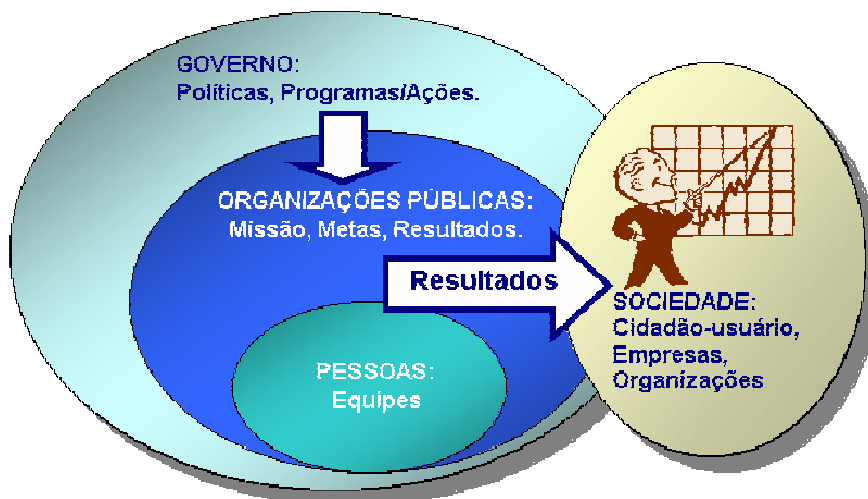 GOVERNO:
Políticas, Programas/Ações.
ORGANIZAÇÕES PÚBLICAS:
Missão, Metas, Resultados.
Resultados
SOCIEDADE:
Cidadão-usuário,
Empresas,
Organizações
PESSOAS:
Equipes